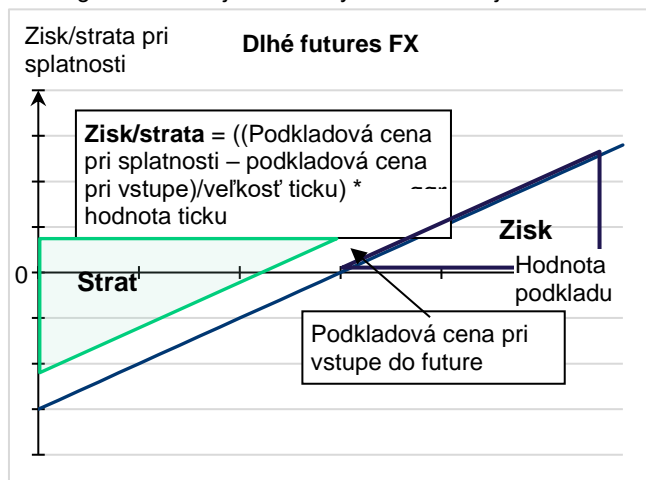 Zisk/strata pri
splatnosti
Dlhé futures FX
Zisk/strata = ((Podkladová cena
pri splatnosti – podkladová cena
pri vstupe)/veľkosť ticku) *
hodnota ticku
Zisk
0
Strat
Hodnota
podkladu
Podkladová cena pri
vstupe do future